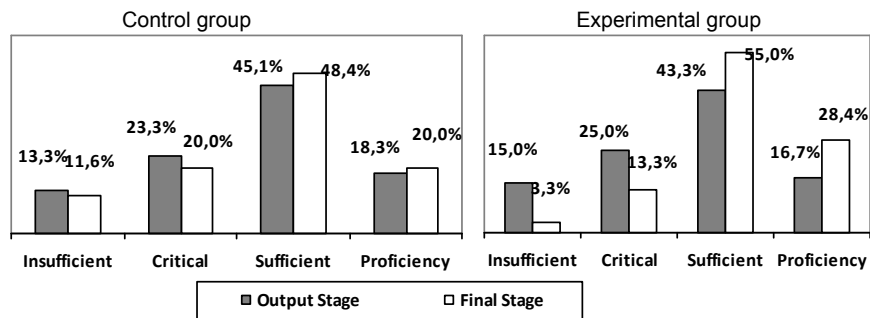 Control group
45,1%
48,4%
23,3%
20,0%
18,3%
20,0%
13,3%
11,6%
Insufficient
Critical
Sufficient
Proficiency
Experimental group
55,0%
43,3%
28,4%
25,0%
15,0%
16,7%
13,3%
3,3%
Insufficient
Critical
Sufficient
Proficiency
Output Stage
Final Stage